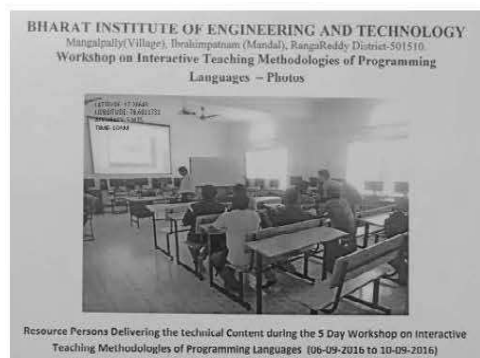 BHARAT INSTITUTE OF ENGINEERING AND TECHNOLOGY
Mangalpally(Village), Ibrahimpatnam (Mandal), RangaReddy District-501510.
Workshop on Interactive Teaching Methodologies of Programming
Languages – Photos
Resource Persons Delivering the technical Content during the 5 Day Workshop on Interactive
Teaching Methodologies of Programming Languages (06-09-2016 to 10-09-2016)